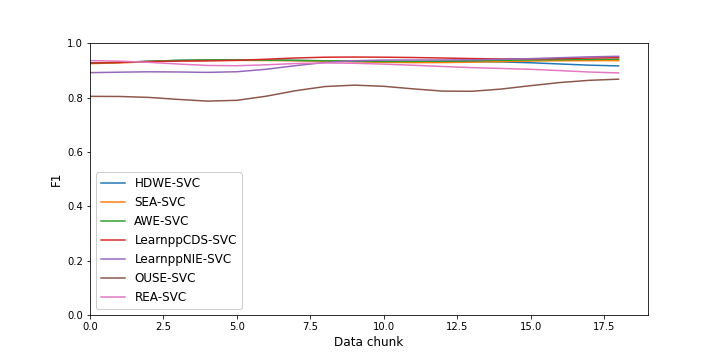 1.0
0.8
0.6
0.4
0.2
0.0
F1
HDWE-SVC
SEA-SVC
AWE-SVC
LearnppCDS-SVC
LearnppNIE-SVC
OUSE-SVC
REA-SVC
0.0 2.5 5.0 7.5 10.0 12.5 15.0 17.5
Data chunk